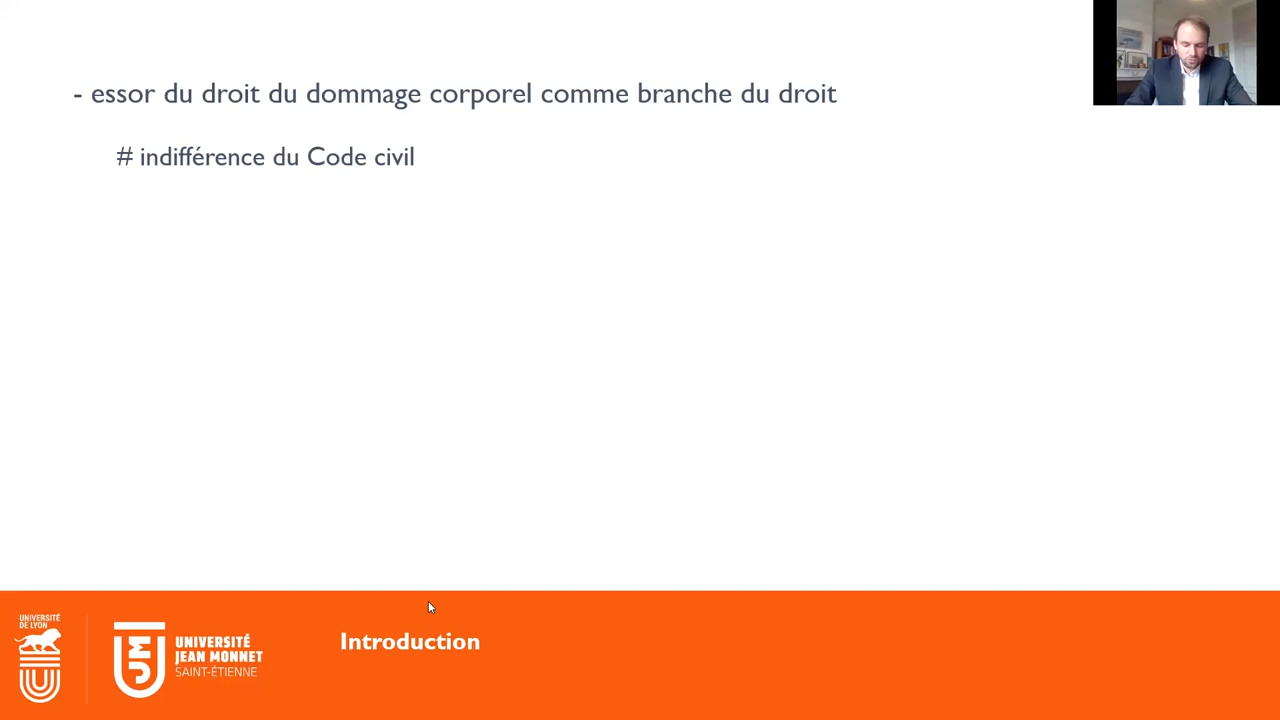 - essor du droit du dommage corporel comme branche du droit
# indifférence du Code civil
UNIVERSITÉ
DE LYON
UNIVERSITÉ
JEAN MONNET
SAINT-ÉTIENNE
Introduction